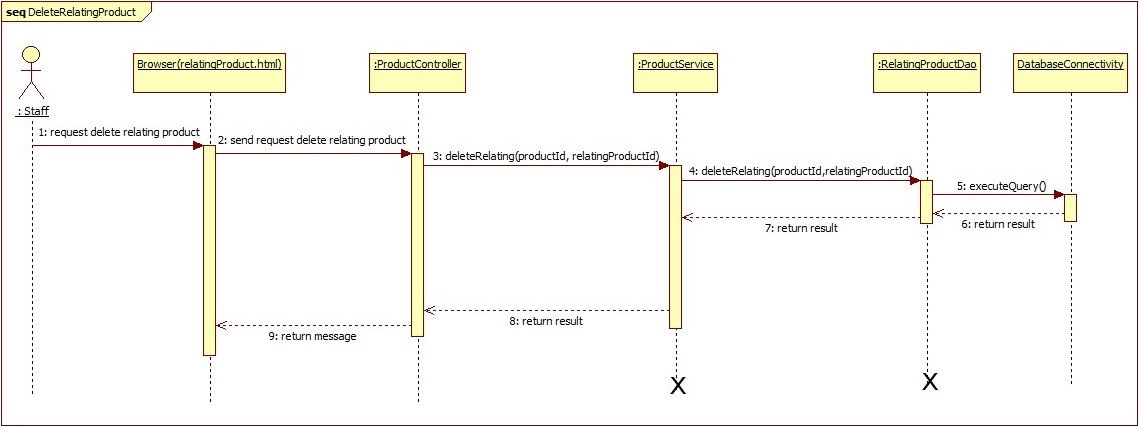 seq DeleteRelatingProduct
: Staff
Browser(relatingProduct.html)
:ProductController
:ProductService
:RelatingProductDao
DatabaseConnectivity
1: request delete relating product
2: send request delete relating product
3: deleteRelating(productId, relatingProductId)
4: deleteRelating(productId,relatingProductId)
5: executeQuery()
6: return result
7: return result
8: return result
9: return message